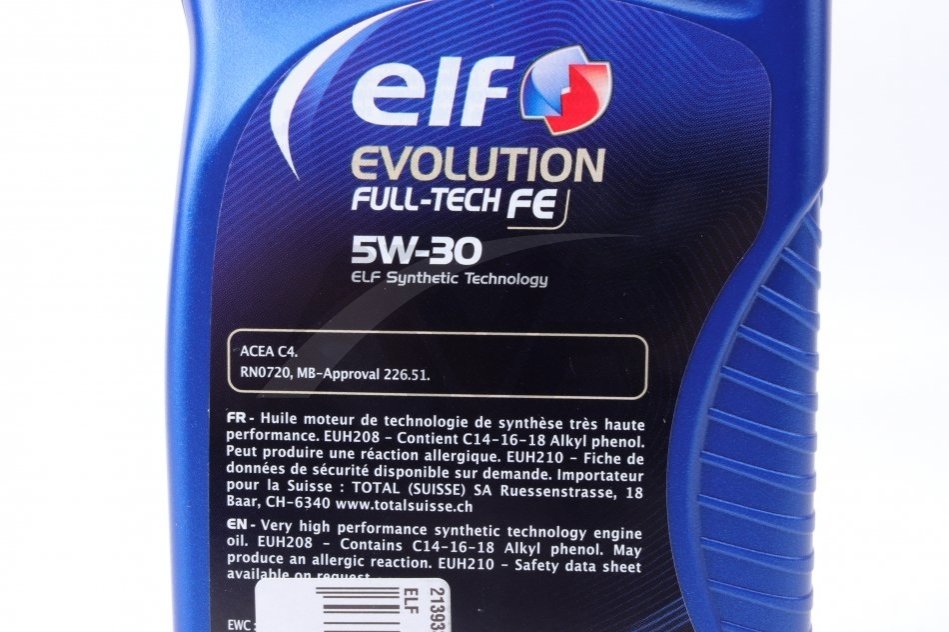 elf
EVOLUTION
FULL-TECH FE
5W-30
ELF Synthetic Technology
ACEA C4.
RN0720, MB-Approval 226.51.
FR - Huile moteur de technologie de synthèse très haute
performance. EUH208 - Contient C14-16-18 Alkyl phenol.
Peut produire une réaction allergique. EUH210 - Fiche de
données de sécurité disponible sur demande. Importateur
pour la Suisse : TOTAL (SUISSE) SA Ruessenstrasse, 18
Baar, CH-6340 www.totalsuisse.ch
EN - Very high performance synthetic technology engine
oil. EUH208 - Contains C14-16-18 Alkyl phenol. May
produce an allergic reaction. EUH210 - Safety data sheet
available on request.
EWC :
21393
ELF